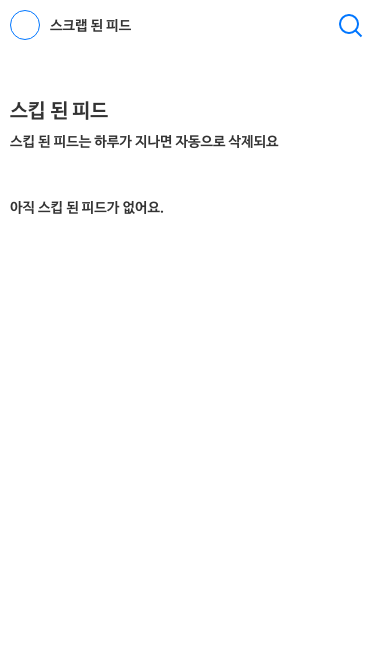 스크랩 된 피드
스킵 된 피드
스킵 된 피드는 하루가 지나면 자동으로 삭제되요
아직 스킵 된 피드가 없어요.